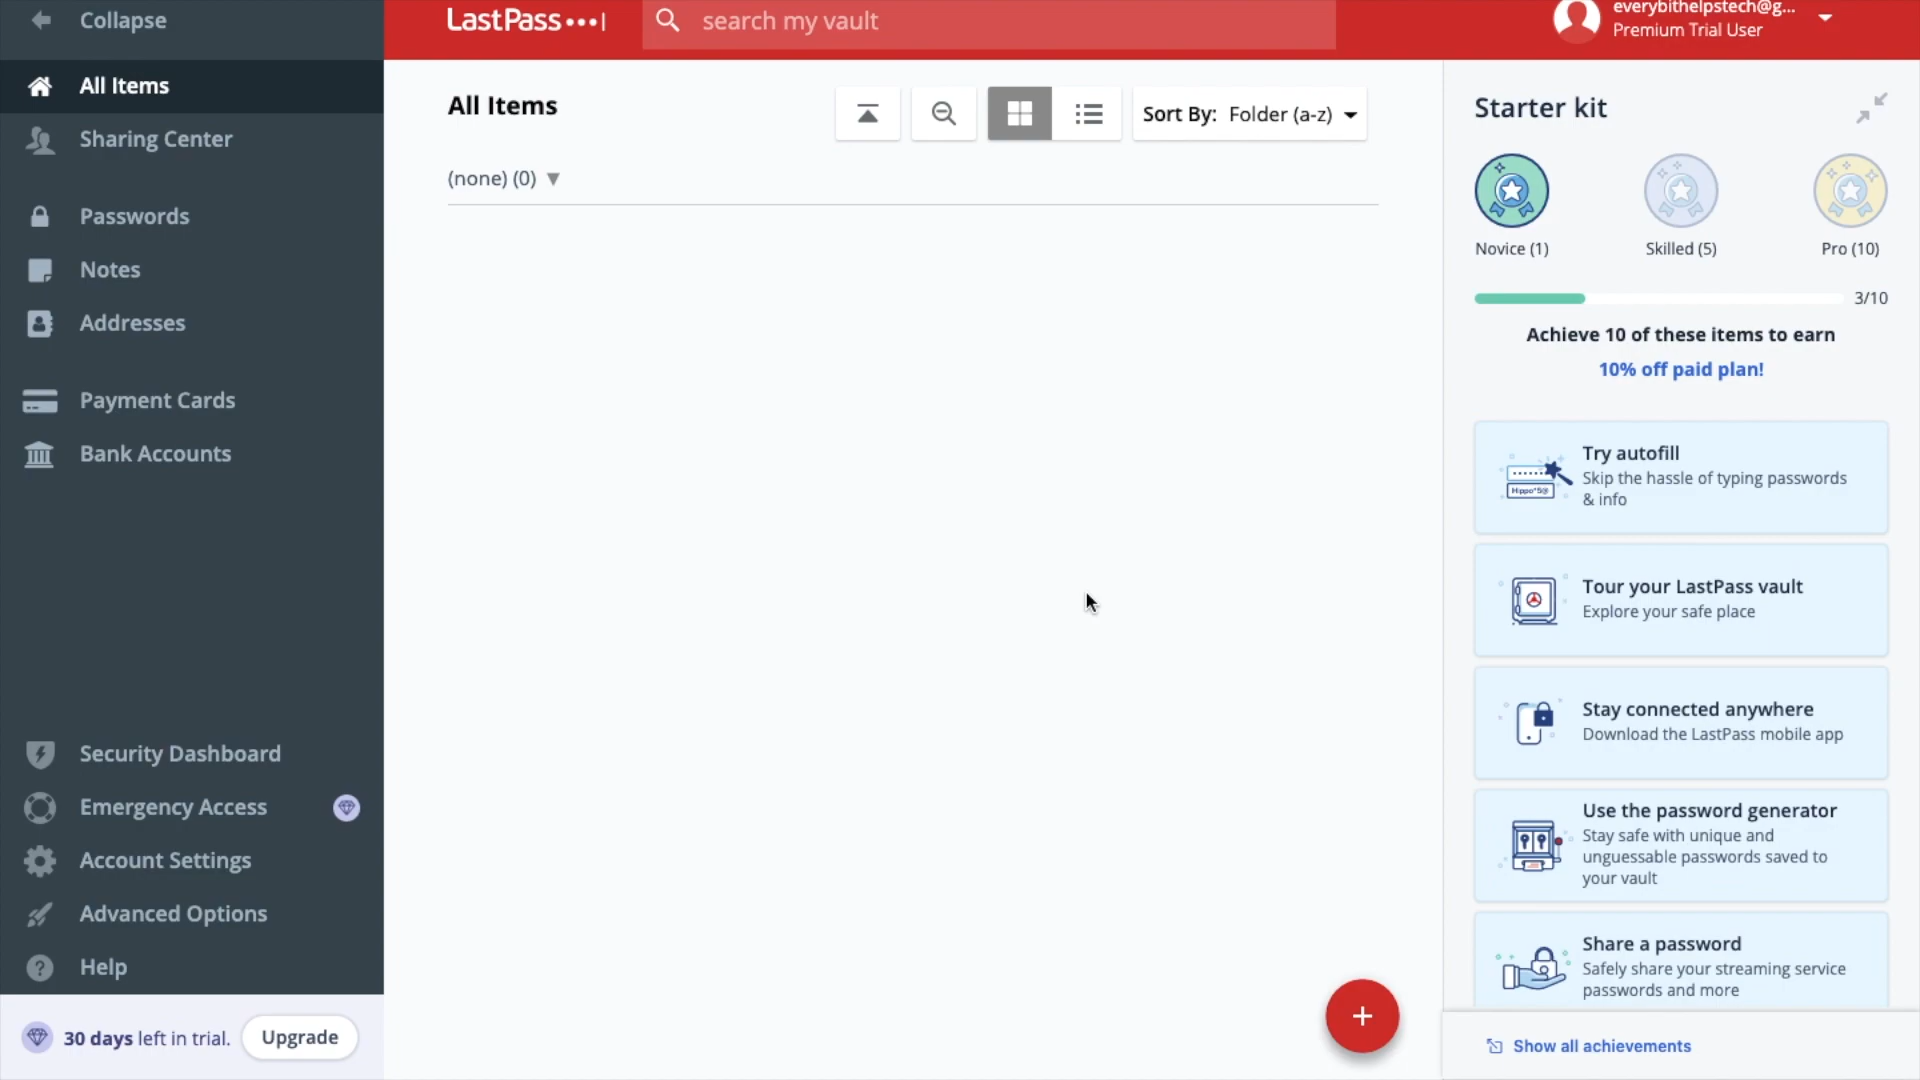 Collapse
All Items
Sharing Center
Passwords
Notes
Addresses
Payment Cards
Bank Accounts
Security Dashboard
Emergency Access
Account Settings
Advanced Options
Help
30 days left in trial.
Upgrade
LastPass
search my vault
everybithelpstech@g...
Premium Trial User
All Items
Sort By: Folder (a-z)
(none) (0)
+
Starter kit
Novice (1)
Skilled (5)
Pro (10)
3/10
Achieve 10 of these items to earn
10% off paid plan!
Try autofill
Skip the hassle of typing passwords
& info
Hippo*5@
Tour your LastPass vault
Explore your safe place
Stay connected anywhere
Download the LastPass mobile app
Use the password generator
Stay safe with unique and
unguessable passwords saved to
your vault
Share a password
Safely share your streaming service
passwords and more
Show all achievements